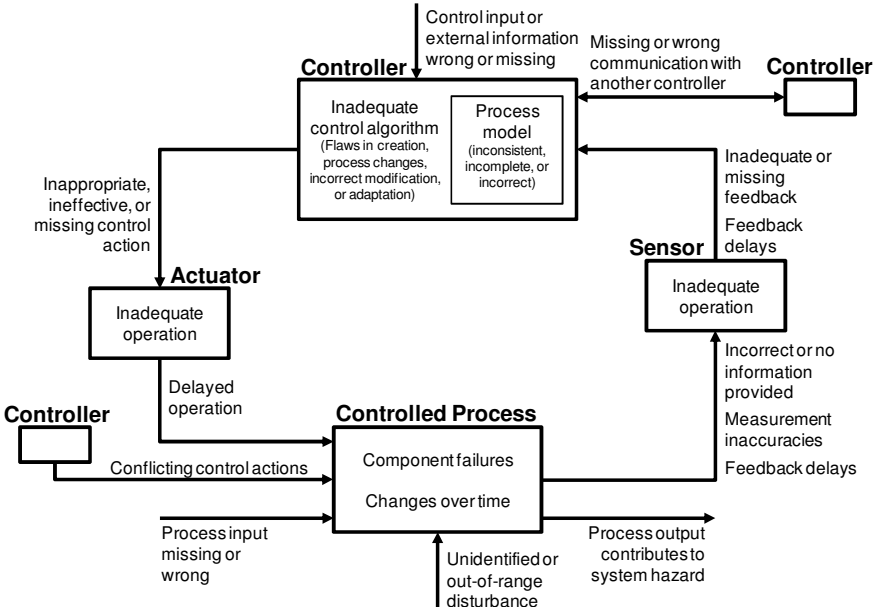 Control input or
external information
wrong or missing
Missing or wrong
communication with
another controller
Controller
Controller
Inadequate
control algorithm
(Flaws in creation,
process changes,
incorrect modification,
or adaptation)
Process
model
(inconsistent,
incomplete, or
incorrect)
Inappropriate,
ineffective, or
missing control
action
Inadequate or
missing
feedback
Feedback
delays
Actuator
Inadequate
operation
Sensor
Inadequate
operation
Delayed
operation
Incorrect or no
information
provided
Measurement
inaccuracies
Feedback delays
Controller
Conflicting control actions
Controlled Process
Component failures
Changes over time
Process input
missing or
wrong
Unidentified or
out-of-range
disturbance
Process output
contributes to
system hazard